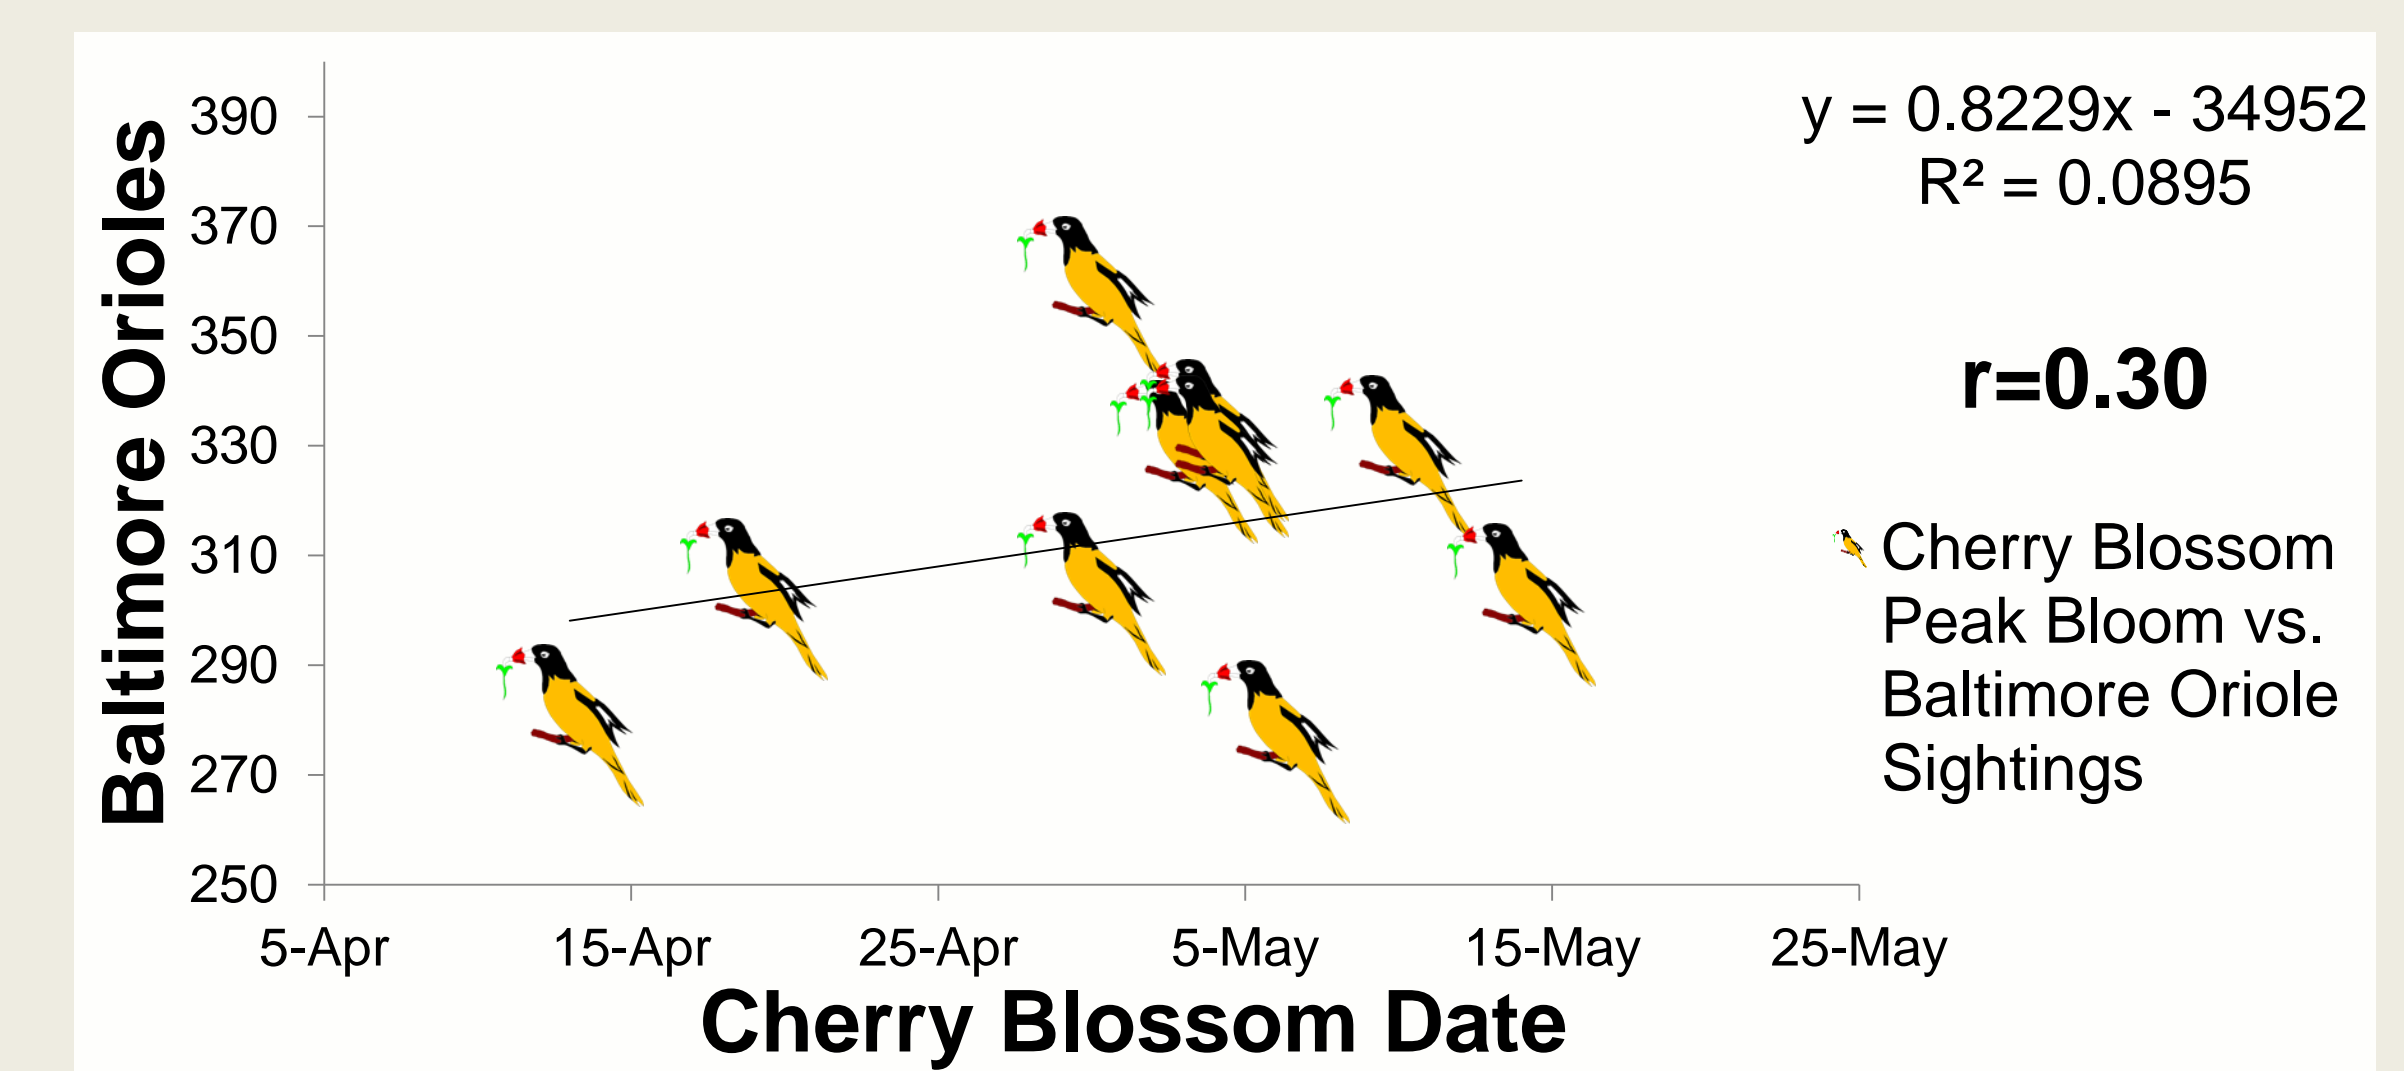 Baltimore Orioles
390
370
350
330
310
290
270
250
5-Apr 15-Apr 25-Apr 5-May 15-May 25-May
Cherry Blossom Date
y = 0.8229x - 34952
R² = 0.0895
r=0.30
Cherry Blossom
Peak Bloom vs.
Baltimore Oriole
Sightings